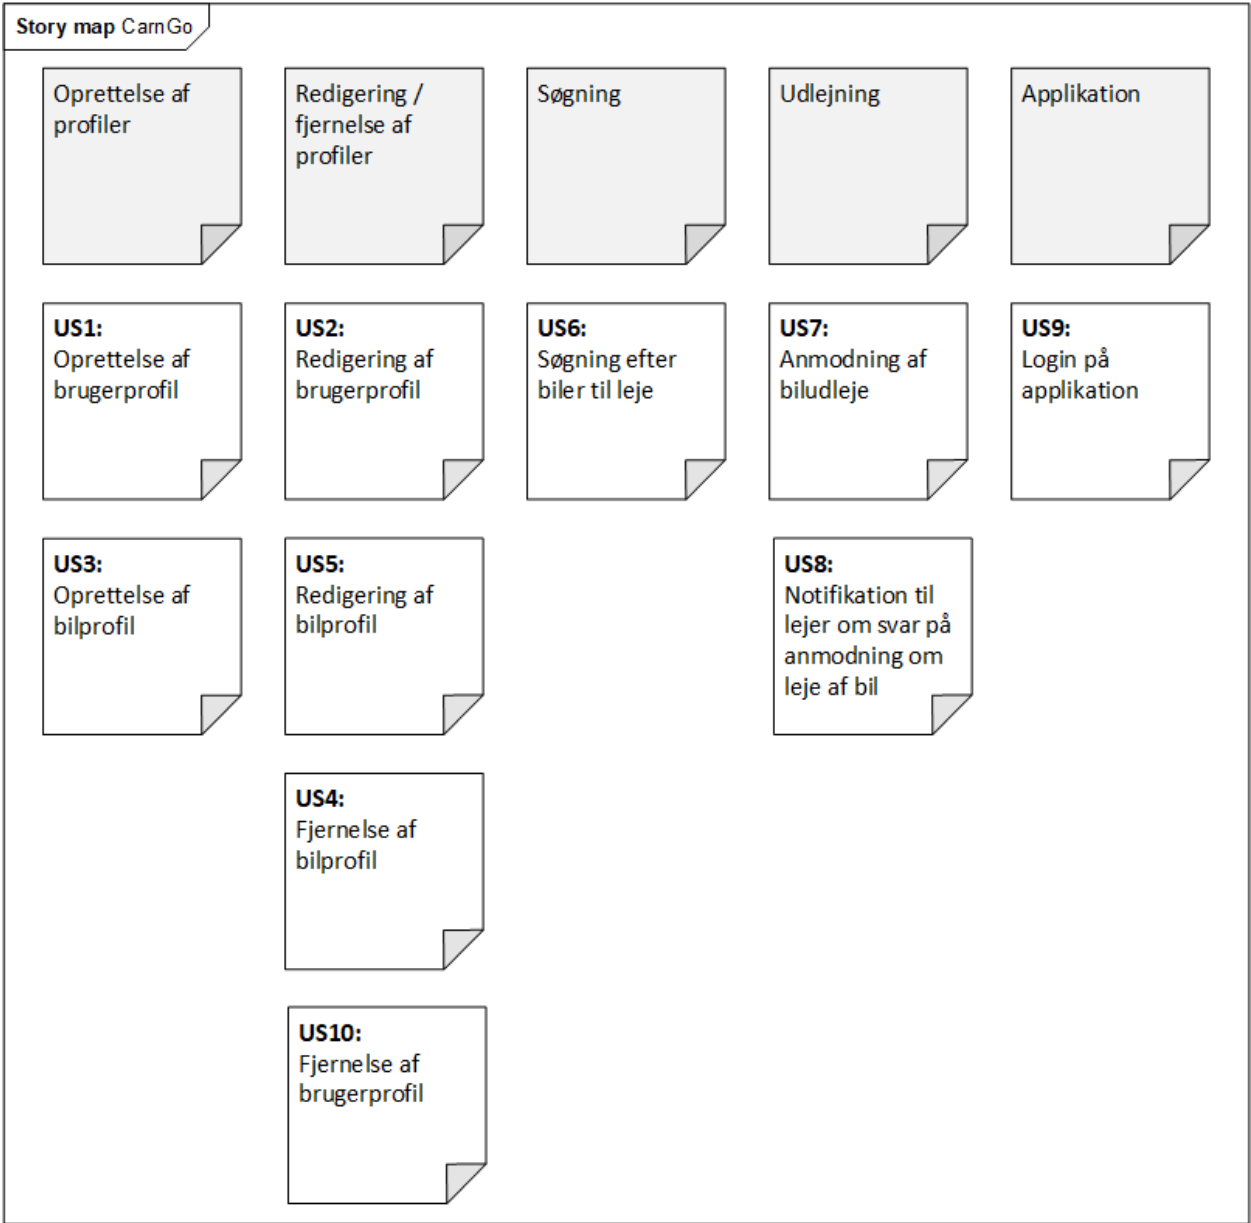 Story map CarnGo
Oprettelse af
profiler
Redigering /
fjernelse af
profiler
Søgning
Udlejning
Applikation
US1:
Oprettelse af
brugerprofil
US2:
Redigering af
brugerprofil
US6:
Søgning efter
biler til leje
US7:
Anmodning af
biludleje
US9:
Login på
applikation
US3:
Oprettelse af
bilprofil
US5:
Redigering af
bilprofil
US8:
Notifikation til
lejer om svar på
anmodning om
leje af bil
US4:
Fjernelse af
bilprofil
US10:
Fjernelse af
brugerprofil